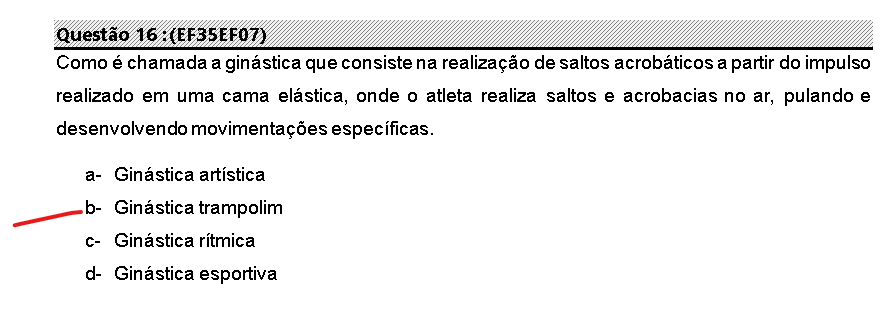 Questão 16 :(EF35EF07)
Como é chamada a ginástica que consiste na realização de saltos acrobáticos a partir do impulso
realizado em uma cama elástica, onde o atleta realiza saltos e acrobacias no ar, pulando e
desenvolvendo movimentações específicas.
a- Ginástica artística
b- Ginástica trampolim
c- Ginástica rítmica
d- Ginástica esportiva